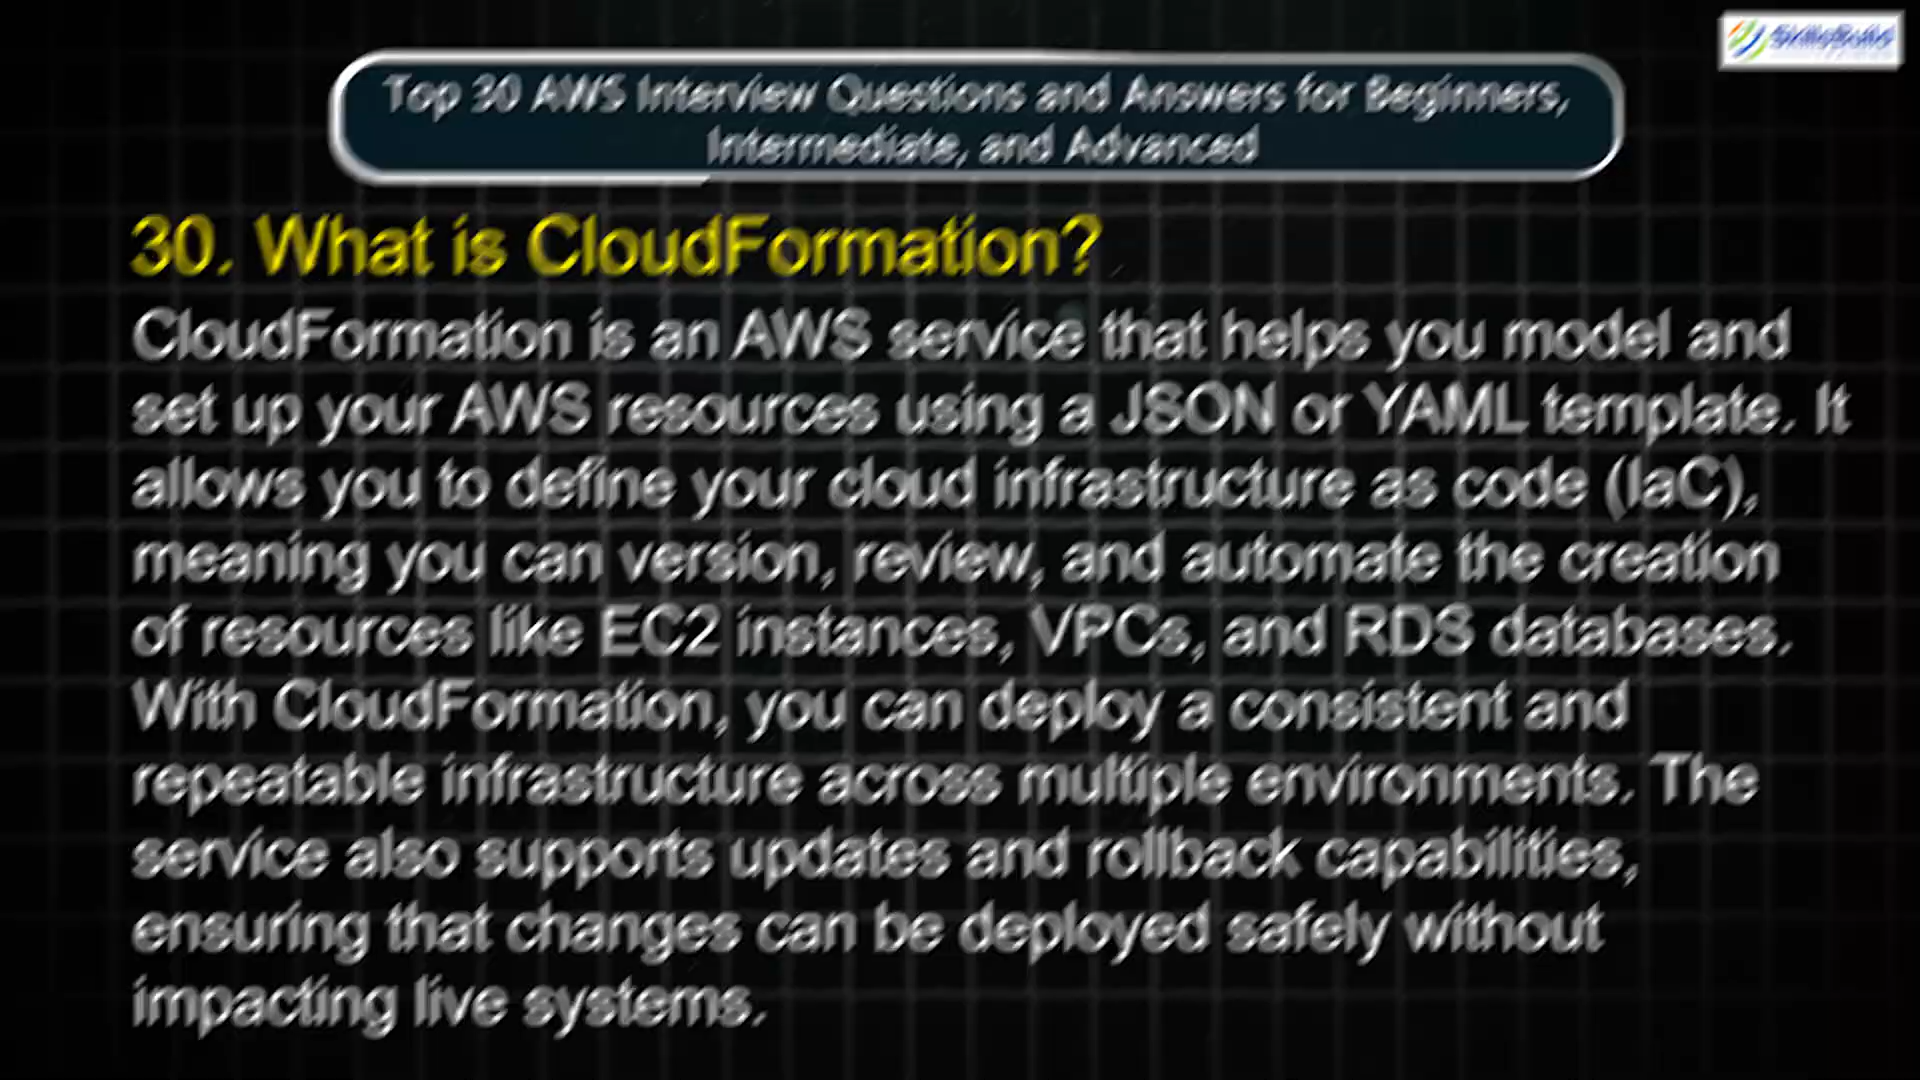 SkillsBuild
Top 30 AWS Interview Questions and Answers for Beginners,
Intermediate, and Advanced
30. What is CloudFormation?
CloudFormation is an AWS service that helps you model and
set up your AWS resources using a JSON or YAML template. It
allows you to define your cloud infrastructure as code (IaC),
meaning you can version, review, and automate the creation
of resources like EC2 instances, VPCs, and RDS databases.
With CloudFormation, you can deploy a consistent and
repeatable infrastructure across multiple environments. The
service also supports updates and rollback capabilities,
ensuring that changes can be deployed safely without
impacting live systems.